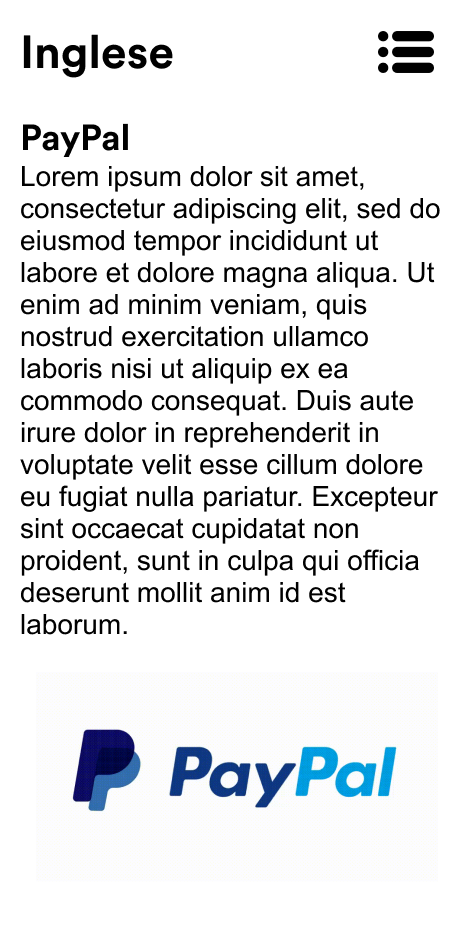 Inglese
PayPal
Lorem ipsum dolor sit amet,
consectetur adipiscing elit, sed do
eiusmod tempor incididunt ut
labore et dolore magna aliqua. Ut
enim ad minim veniam, quis
nostrud exercitation ullamco
laboris nisi ut aliquip ex ea
commodo consequat. Duis aute
irure dolor in reprehenderit in
voluptate velit esse cillum dolore
eu fugiat nulla pariatur. Excepteur
sint occaecat cupidatat non
proident, sunt in culpa qui officia
deserunt mollit anim id est
laborum.
PayPal